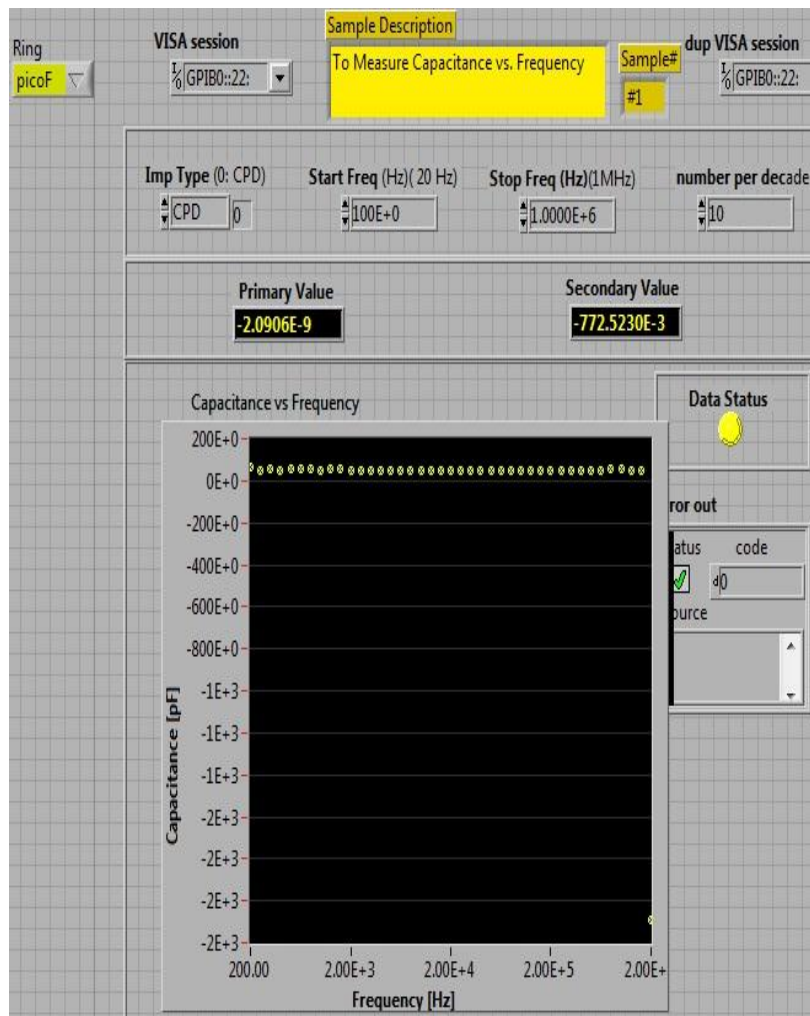 Sample Description
Ring
VISA session
To Measure Capacitance vs. Frequency
Sample#
dup VISA session
picoF
I/O GPIB0::22:
#1
I/O GPIB0::22:
Imp Type (0: CPD)
Start Freq (Hz)( 20 Hz)
Stop Freq (Hz)(1MHz)
number per decade
CPD 0
100E+0
1.0000E+6
10
Primary Value
Secondary Value
-2.0906E-9
-772.5230E-3
Capacitance vs Frequency
Data Status
200E+0
0E+0
-200E+0
-400E+0
-600E+0
-800E+0
-1E+3
-1E+3
-1E+3
-2E+3
-2E+3
-2E+3
-2E+3
Capacitance [pF]
200.00
2.00E+3
2.00E+4
2.00E+5
2.00E+
Frequency [Hz]
ror out
atus
code
d0
ource